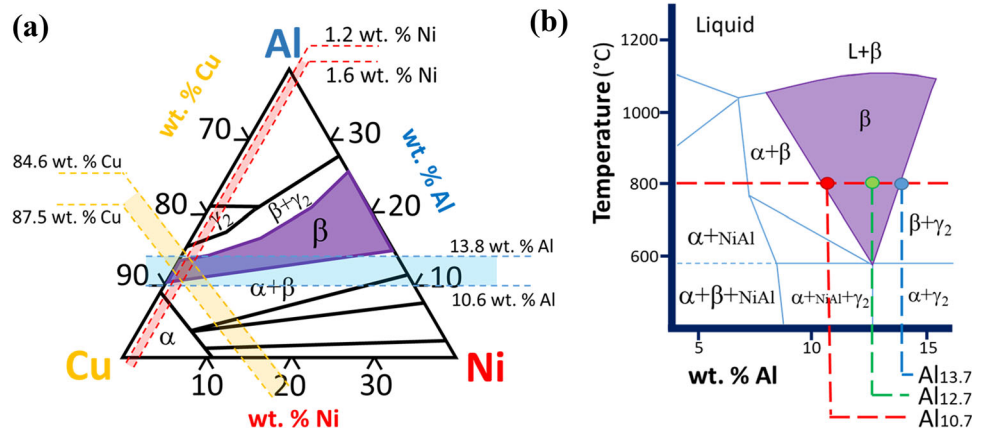 (a)
Al
1.2 wt. % Ni
1.6 wt. % Ni
wt. % Cu
70
30
wt. % Al
84.6 wt. % Cu
87.5 wt. % Cu
80
γ2
β+γ2
20
β
13.8 wt. % Al
90
α+β
10
10.6 wt. % Al
α
Cu
Ni
10
20
30
wt. % Ni
(b)
Liquid
1200
L+β
Temperature (°C)
1000
β
α+β
800
β+γ2
α+NiAl
600
α+β+NiAl
α+NiAl+γ2
α+γ2
5
10
15
wt. % Al
Al13.7
Al12.7
Al10.7